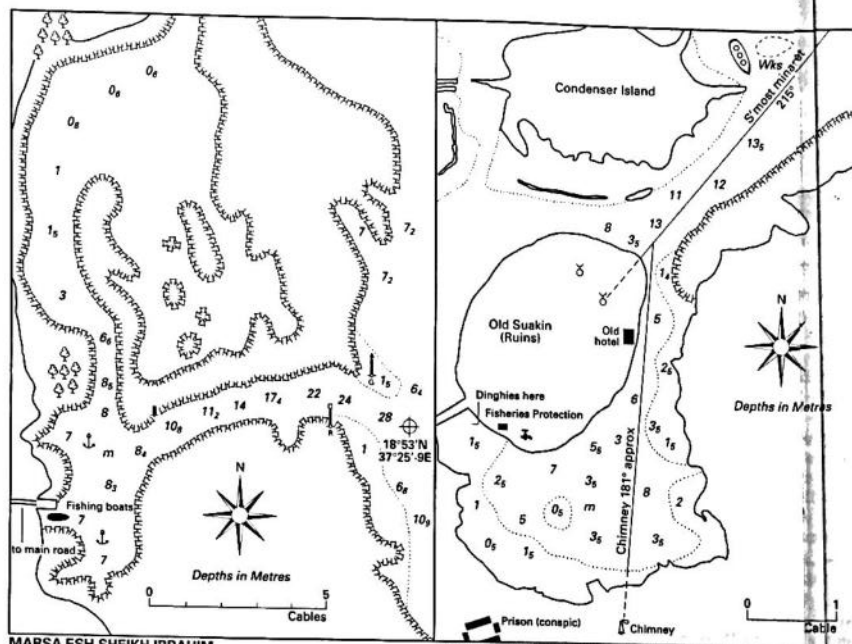 0₆
0₆
0₈
1
1₅
3
6₆
8₅
8
7
m
8₄
8₃
7
7
10₈
11₂
14
17₄
22
24
28
7
7₂
7₂
1₅
6₄
G
R
1
6₈
10₉
18°53'N
37°25'·9E
Fishing boats
to main road
N
Depths in Metres
0 5
Cables
MARSA ESH SHEIKH IBRAHIM
Condenser Island
Wks
S'most minaret
215°
13₅
12
11
13
8
3₅
1₄
5
Old Suakin
(Ruins)
Old
hotel
2₅
6
Dinghies here
Fisheries Protection
3₅
1₅
1₅
2₅
7
5₅
3
3₅
8
2
1
5
0₅
m
3₅
3₅
0₅
1₅
Chimney 181° approx
N
Depths in Metres
0 1
Cable
Prison (conspic)
Chimney